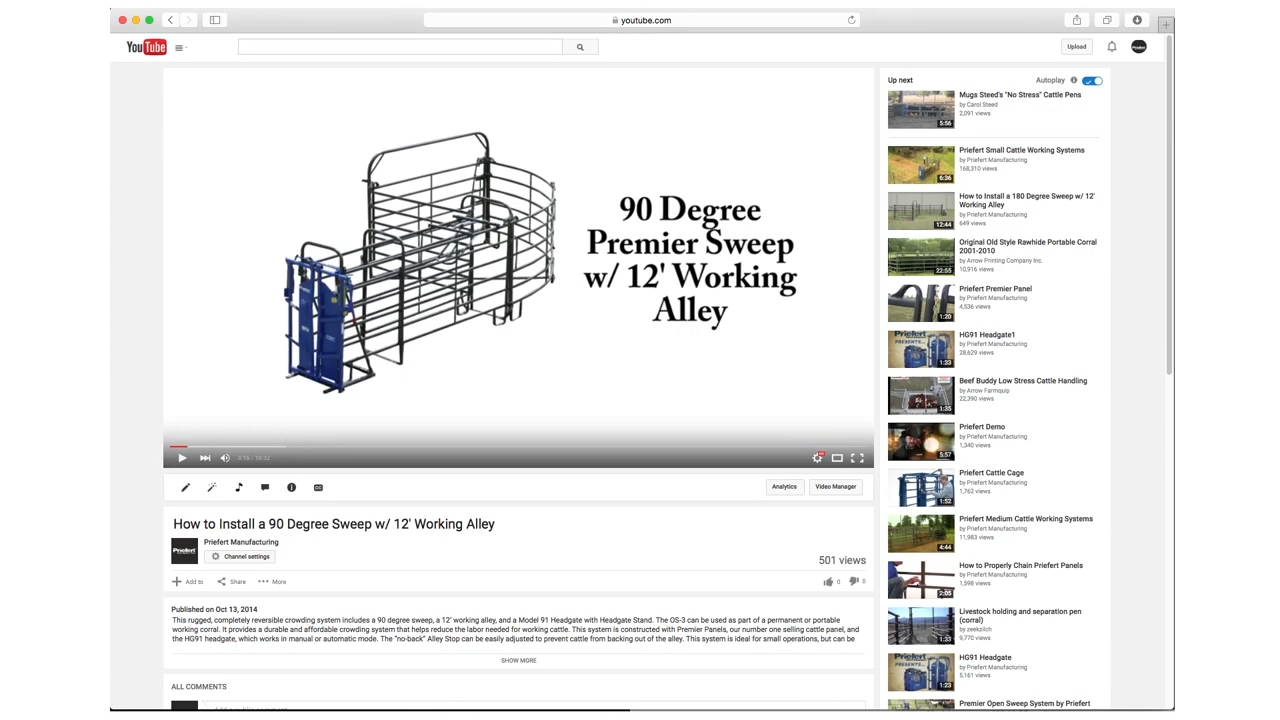 youtube.com
YouTube
Upload
90 Degree
Premier Sweep
w/ 12' Working
Alley
0:16 / 16:32
Analytics
Video Manager
How to Install a 90 Degree Sweep w/ 12' Working Alley
Priefert
Priefert Manufacturing
Channel settings
501 views
Add to
Share
More
0
0
Published on Oct 13, 2014
This rugged, completely reversible crowding system includes a 90 degree sweep, a 12' working alley, and a Model 91 Headgate with Headgate Stand. The OS-3 can be used as part of a permanent or portable
working corral. It provides a durable and affordable crowding system that helps reduce the labor needed for working cattle. This system is constructed with Premier Panels, our number one selling cattle panel, and
the HG91 headgate, which works in manual or automatic mode. The "no-back" Alley Stop can be easily adjusted to prevent cattle from backing out of the alley. This system is ideal for small operations, but can be
SHOW MORE
ALL COMMENTS
Up next
Autoplay
Mugs Steed's "No Stress" Cattle Pens
by Carol Steed
2,091 views
5:56
Priefert Small Cattle Working Systems
by Priefert Manufacturing
168,310 views
6:36
How to Install a 180 Degree Sweep w/ 12'
Working Alley
by Priefert Manufacturing
649 views
12:44
Original Old Style Rawhide Portable Corral
2001-2010
by Arrow Printing Company Inc.
10,916 views
22:55
Priefert Premier Panel
by Priefert Manufacturing
4,536 views
1:20
HG91 Headgate1
by Priefert Manufacturing
28,629 views
Priefert
PRESENTS...
1:33
Beef Buddy Low Stress Cattle Handling
by Arrow Farmquip
22,390 views
1:35
Priefert Demo
by Priefert Manufacturing
1,340 views
5:57
Priefert Cattle Cage
by Priefert Manufacturing
1,762 views
1:52
Priefert Medium Cattle Working Systems
by Priefert Manufacturing
11,983 views
4:44
How to Properly Chain Priefert Panels
by Priefert Manufacturing
1,598 views
2:05
Livestock holding and separation pen
(corral)
by zeekzilch
9,770 views
1:33
HG91 Headgate
by Priefert Manufacturing
5,161 views
Priefert
PRESENTS...
1:23
Premier Open Sweep System by Priefert